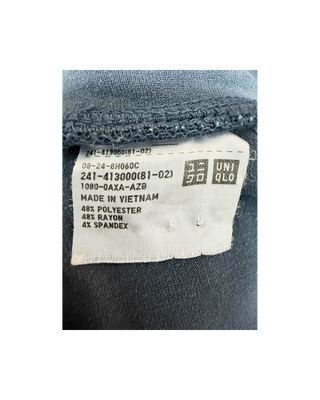 241-413000(81-02)
08-24-8H060C
241-413000(81-02)
1080-0AXA-AZB
MADE IN VIETNAM
48% POLYESTER
48% RAYON
4% SPANDEX
ユニ
クロ
UNI
QLO